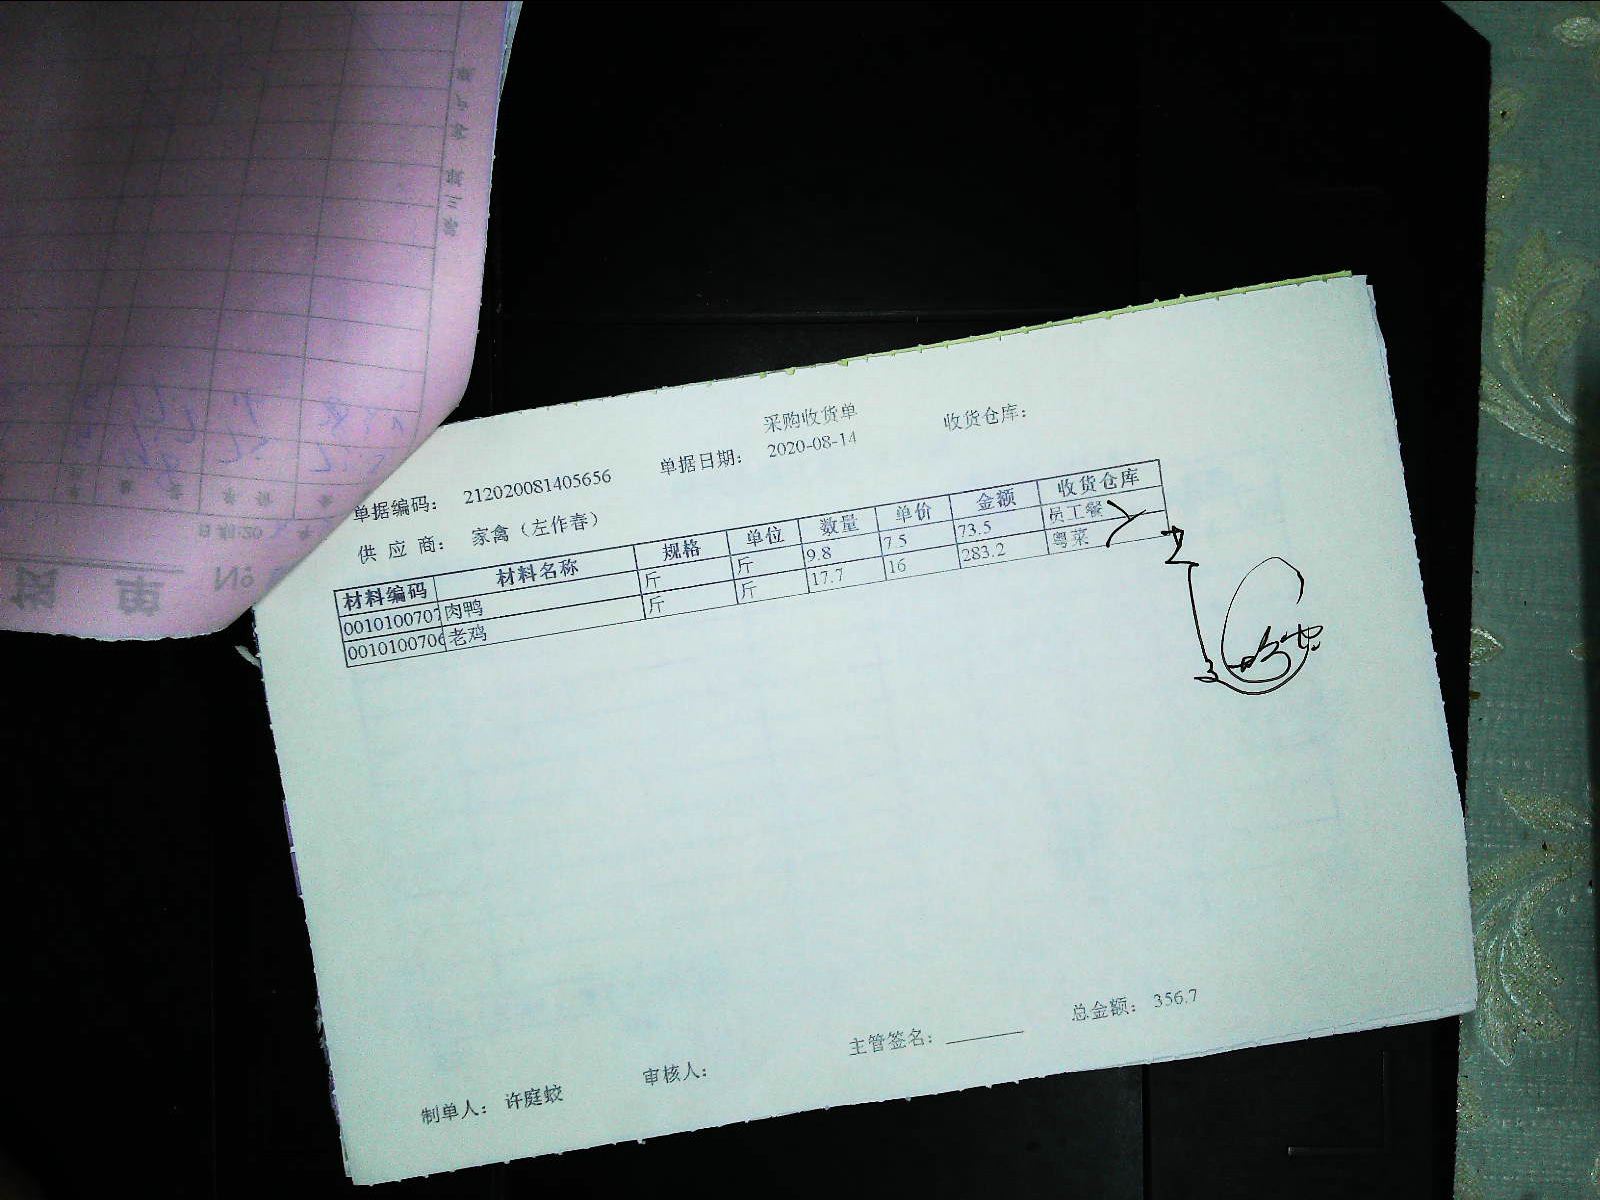 采购收货单
单据编码： 212020081405656 单据日期： 2020-08-14 收货仓库：
供 应 商： 家禽（左作春）
材料编码 材料名称 规格 单位 数量 单价 金额 收货仓库
0010100707 肉鸭 斤 斤 9.8 7.5 73.5 员工餐
0010100706 老鸡 斤 斤 17.7 16 283.2 粤菜
总金额： 356.7
制单人： 许庭蛟 审核人： 主管签名：